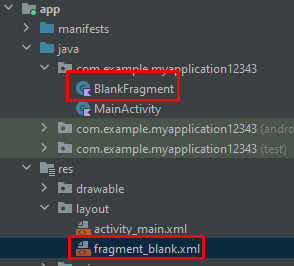 app
manifests
java
com.example.myapplication12343
BlankFragment
MainActivity
com.example.myapplication12343 (andro
com.example.myapplication12343 (test)
res
drawable
layout
activity_main.xml
fragment_blank.xml